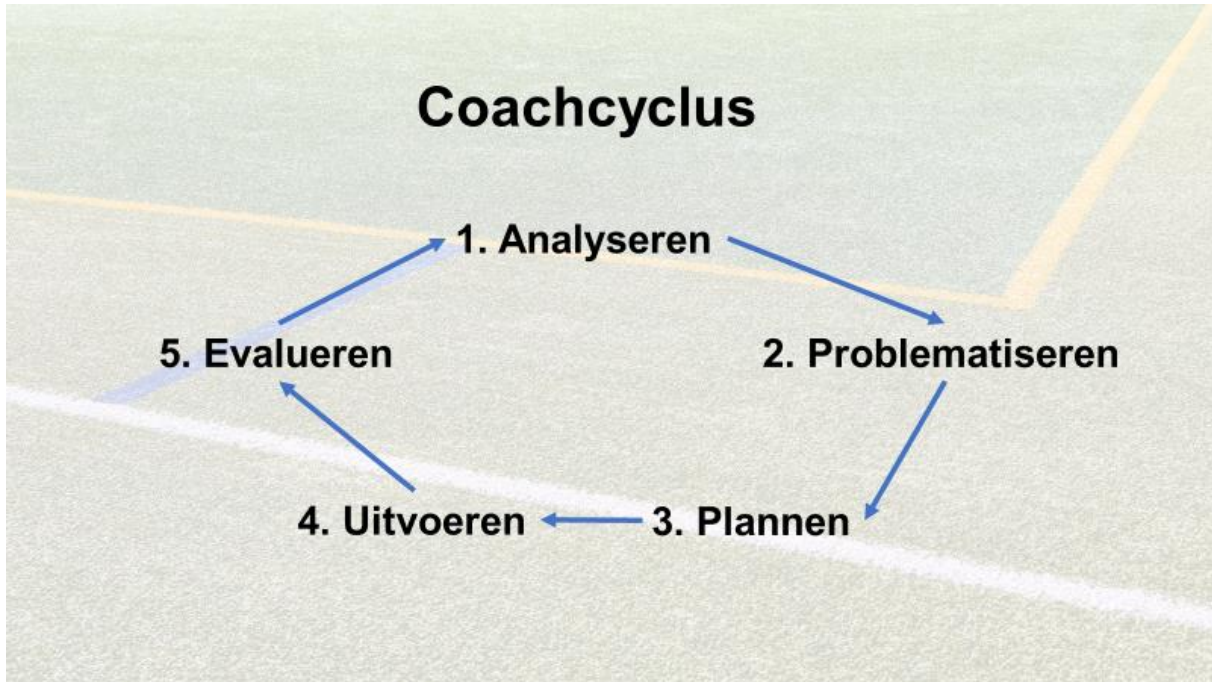 Coachcyclus
1. Analyseren
2. Problematiseren
3. Plannen
4. Uitvoeren
5. Evalueren